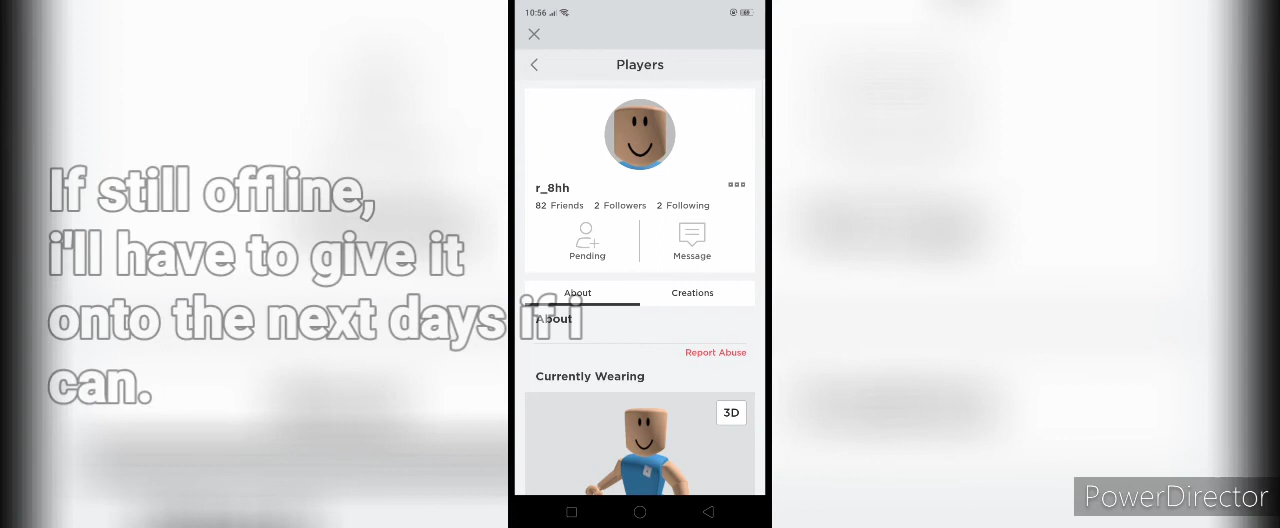 10:56
Players
r_8hh
82 Friends 2 Followers 2 Following
Pending
Message
About
Creations
About
Report Abuse
Currently Wearing
3D
If still offline,
i'll have to give it
onto the next days if i
can.
PowerDirector